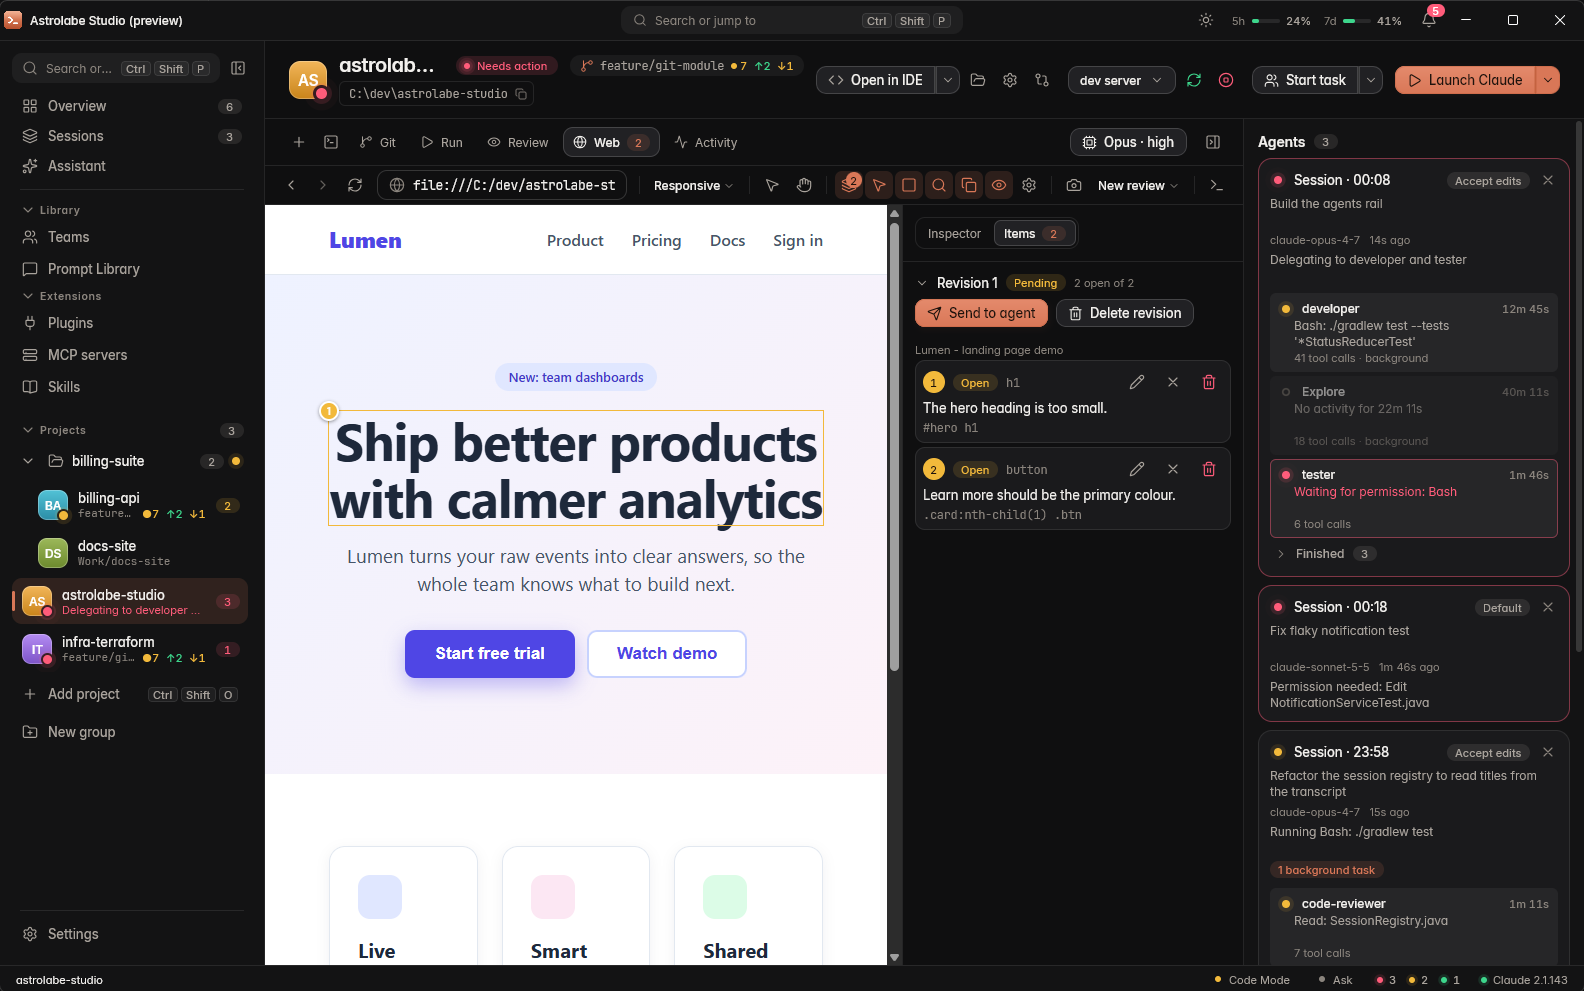 Astrolabe Studio (preview)
Search or jump to
Ctrl Shift P
5h 24% 7d 41%
5
Search or... Ctrl Shift P
Overview 6
Sessions 3
Assistant
Library
Teams
Prompt Library
Extensions
Plugins
MCP servers
Skills
Projects 3
billing-suite 2
BA billing-api
feature... 7 ↑2 ↓1 2
DS docs-site
Work/docs-site
AS astrolabe-studio
Delegating to developer ... 3
IT infra-terraform
feature/gi... 7 ↑2 ↓1 1
Add project Ctrl Shift O
New group
Settings
AS
astrolab...
Needs action
feature/git-module 7 ↑2 ↓1
C:\dev\astrolabe-studio
Open in IDE
dev server
Start task
Launch Claude
Git
Run
Review
Web 2
Activity
Opus · high
file:///C:/dev/astrolabe-st
Responsive
2
New review
Lumen
Product
Pricing
Docs
Sign in
New: team dashboards
1
Ship better products
with calmer analytics
Lumen turns your raw events into clear answers, so the
whole team knows what to build next.
Start free trial
Watch demo
Live
Smart
Shared
Inspector
Items 2
Revision 1 Pending 2 open of 2
Send to agent
Delete revision
Lumen - landing page demo
1 Open h1
The hero heading is too small.
#hero h1
2 Open button
Learn more should be the primary colour.
.card:nth-child(1) .btn
Agents 3
Session · 00:08 Accept edits
Build the agents rail
claude-opus-4-7 14s ago
Delegating to developer and tester
developer 12m 45s
Bash: ./gradlew test --tests
'*StatusReducerTest'
41 tool calls · background
Explore 40m 11s
No activity for 22m 11s
18 tool calls · background
tester 1m 46s
Waiting for permission: Bash
6 tool calls
Finished 3
Session · 00:18 Default
Fix flaky notification test
claude-sonnet-5-5 1m 46s ago
Permission needed: Edit
NotificationServiceTest.java
Session · 23:58 Accept edits
Refactor the session registry to read titles from
the transcript
claude-opus-4-7 15s ago
Running Bash: ./gradlew test
1 background task
code-reviewer 1m 11s
Read: SessionRegistry.java
7 tool calls
astrolabe-studio
Code Mode
Ask
3 2 1
Claude 2.1.143